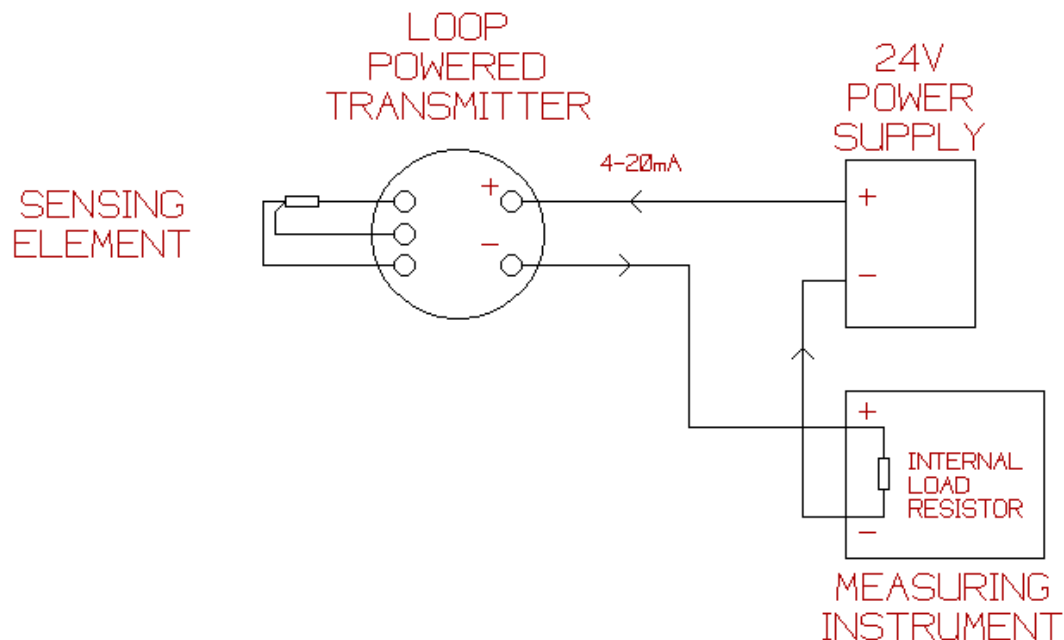 LOOP
POWERED
TRANSMITTER
24V
POWER
SUPPLY
4-20mA
SENSING
ELEMENT
+
−
+
−
+
INTERNAL
LOAD
RESISTOR
−
MEASURING
INSTRUMENT